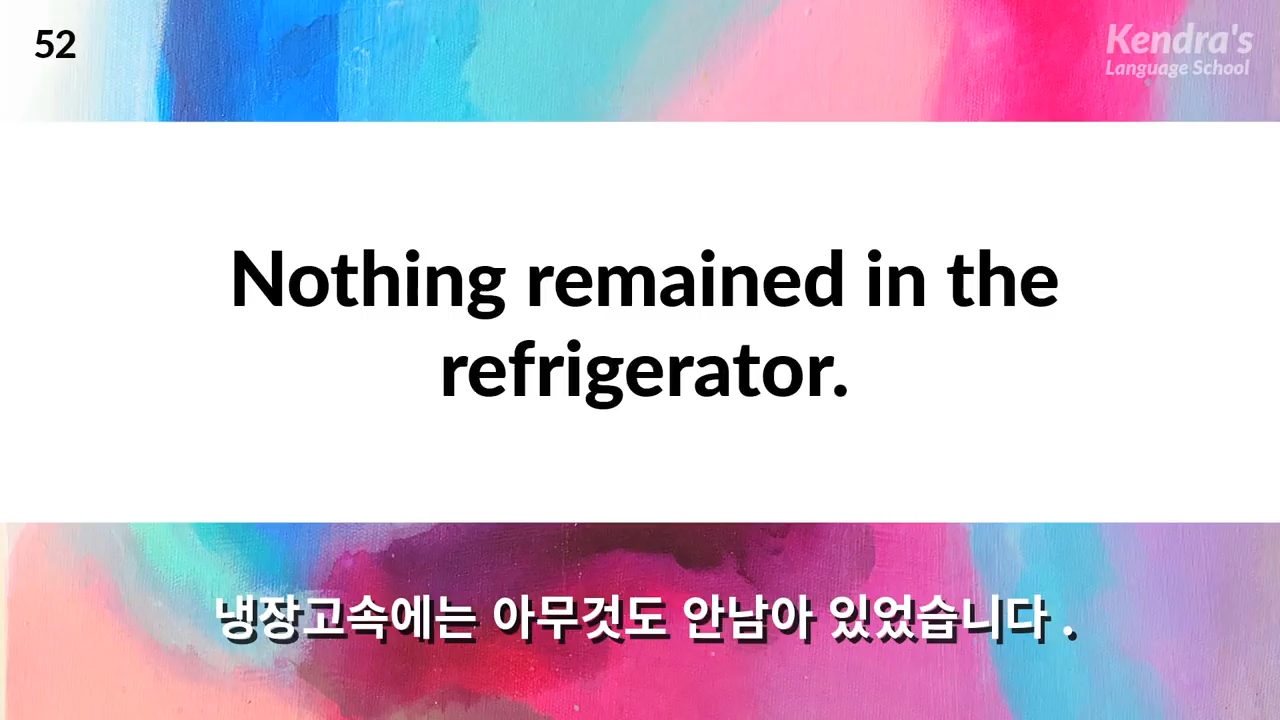 52
Kendra's
Language School
Nothing remained in the
refrigerator.
냉장고속에는 아무것도 안남아 있었습니다 .